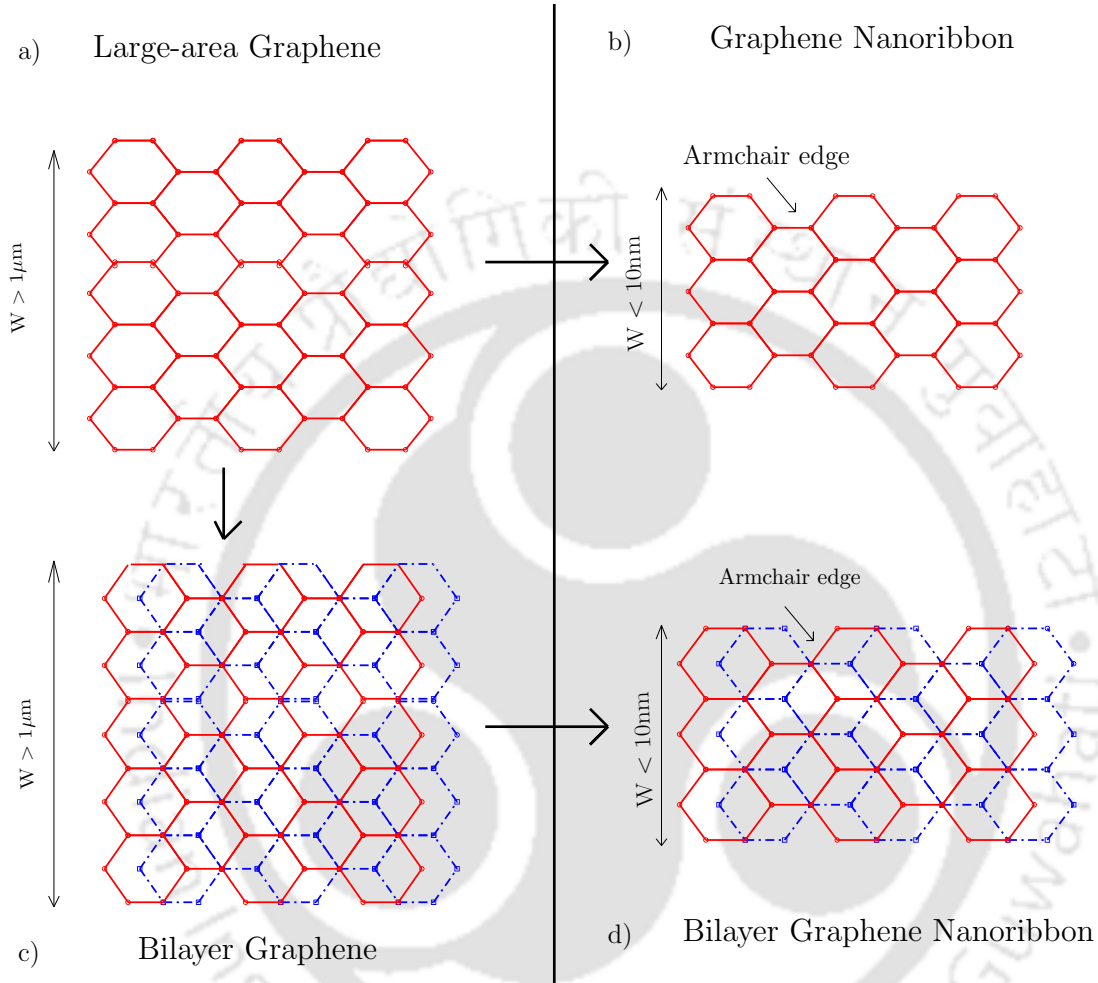 a) Large-area Graphene
b) Graphene Nanoribbon
W > 1μm
Armchair edge
W < 10nm
W > 1μm
Armchair edge
W < 10nm
c) Bilayer Graphene
d) Bilayer Graphene Nanoribbon